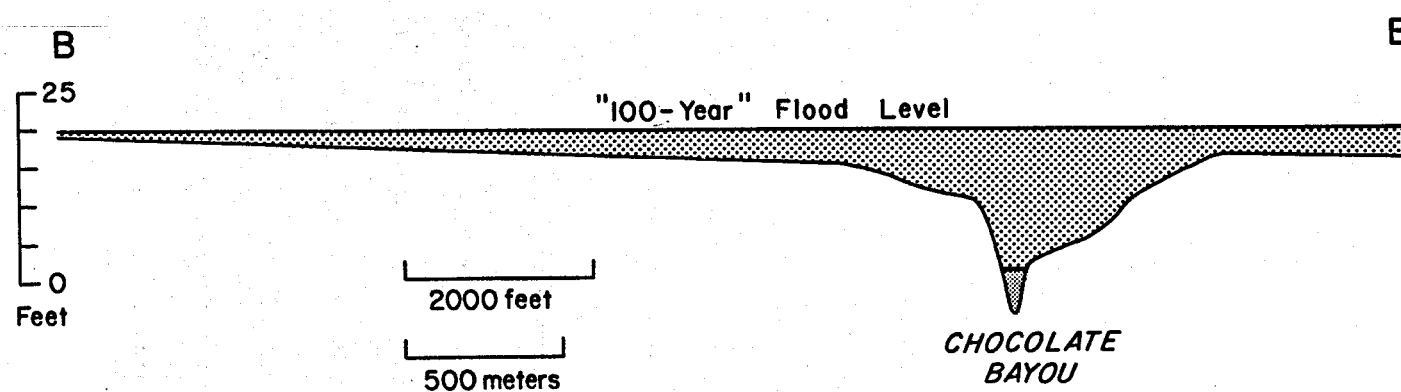 B
25
"100-Year" Flood Level
0
Feet
2000 feet
500 meters
CHOCOLATE
BAYOU